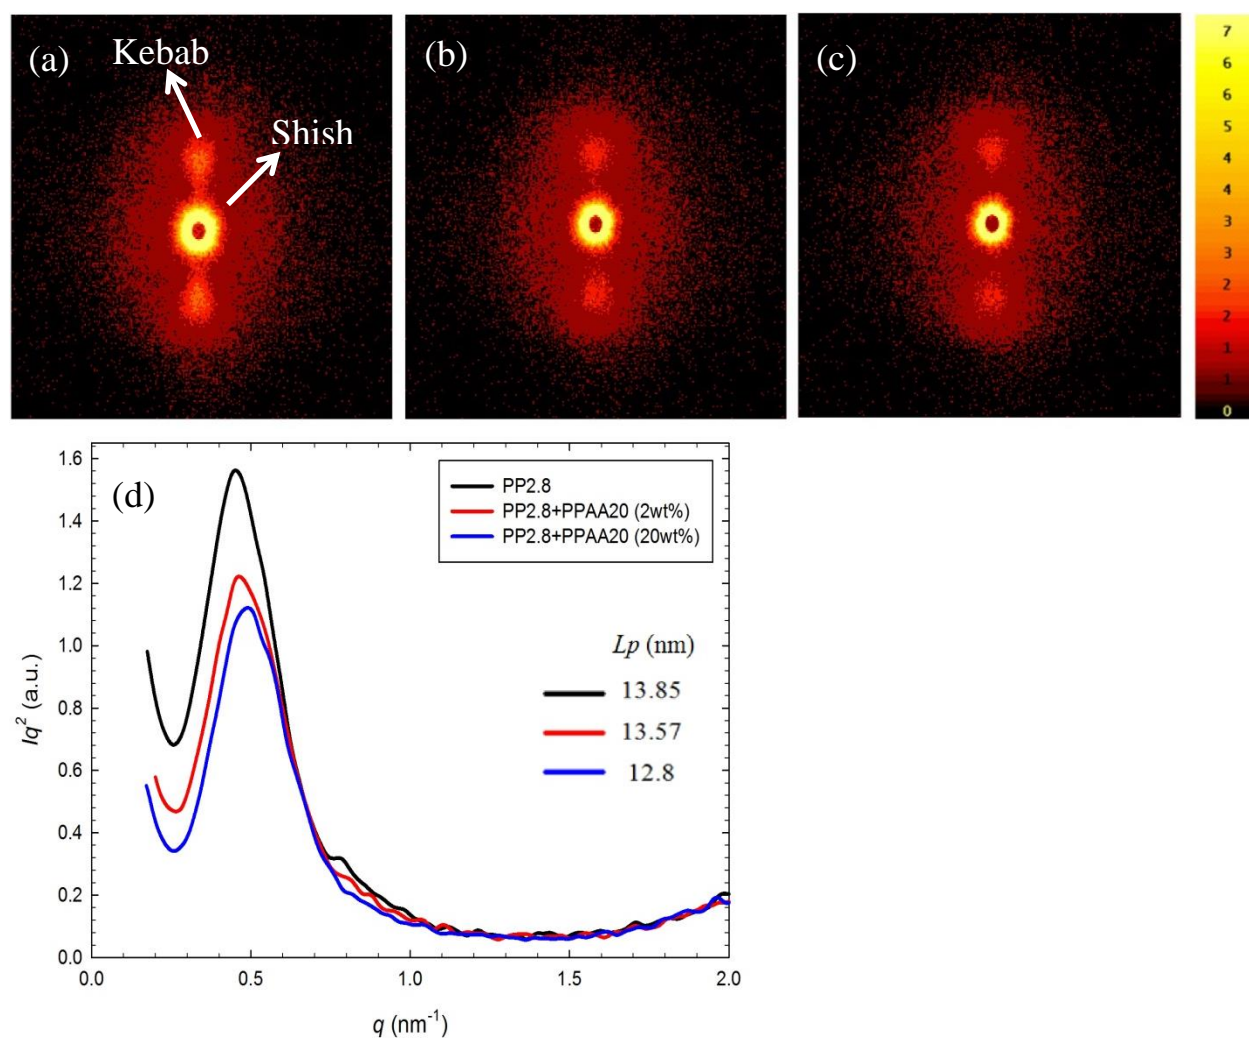 (a)
Kebab
Shish
(b)
(c)
7
6
5
4
4
3
3
2
2
1
1
0
(d)
1.6
1.4
1.2
1.0
0.8
0.6
0.4
0.2
0.0
Iq² (a.u.)
PP2.8
PP2.8+PPAA20 (2wt%)
PP2.8+PPAA20 (20wt%)
Lp (nm)
13.85
13.57
12.8
0.0 0.5 1.0 1.5 2.0
q (nm⁻¹)